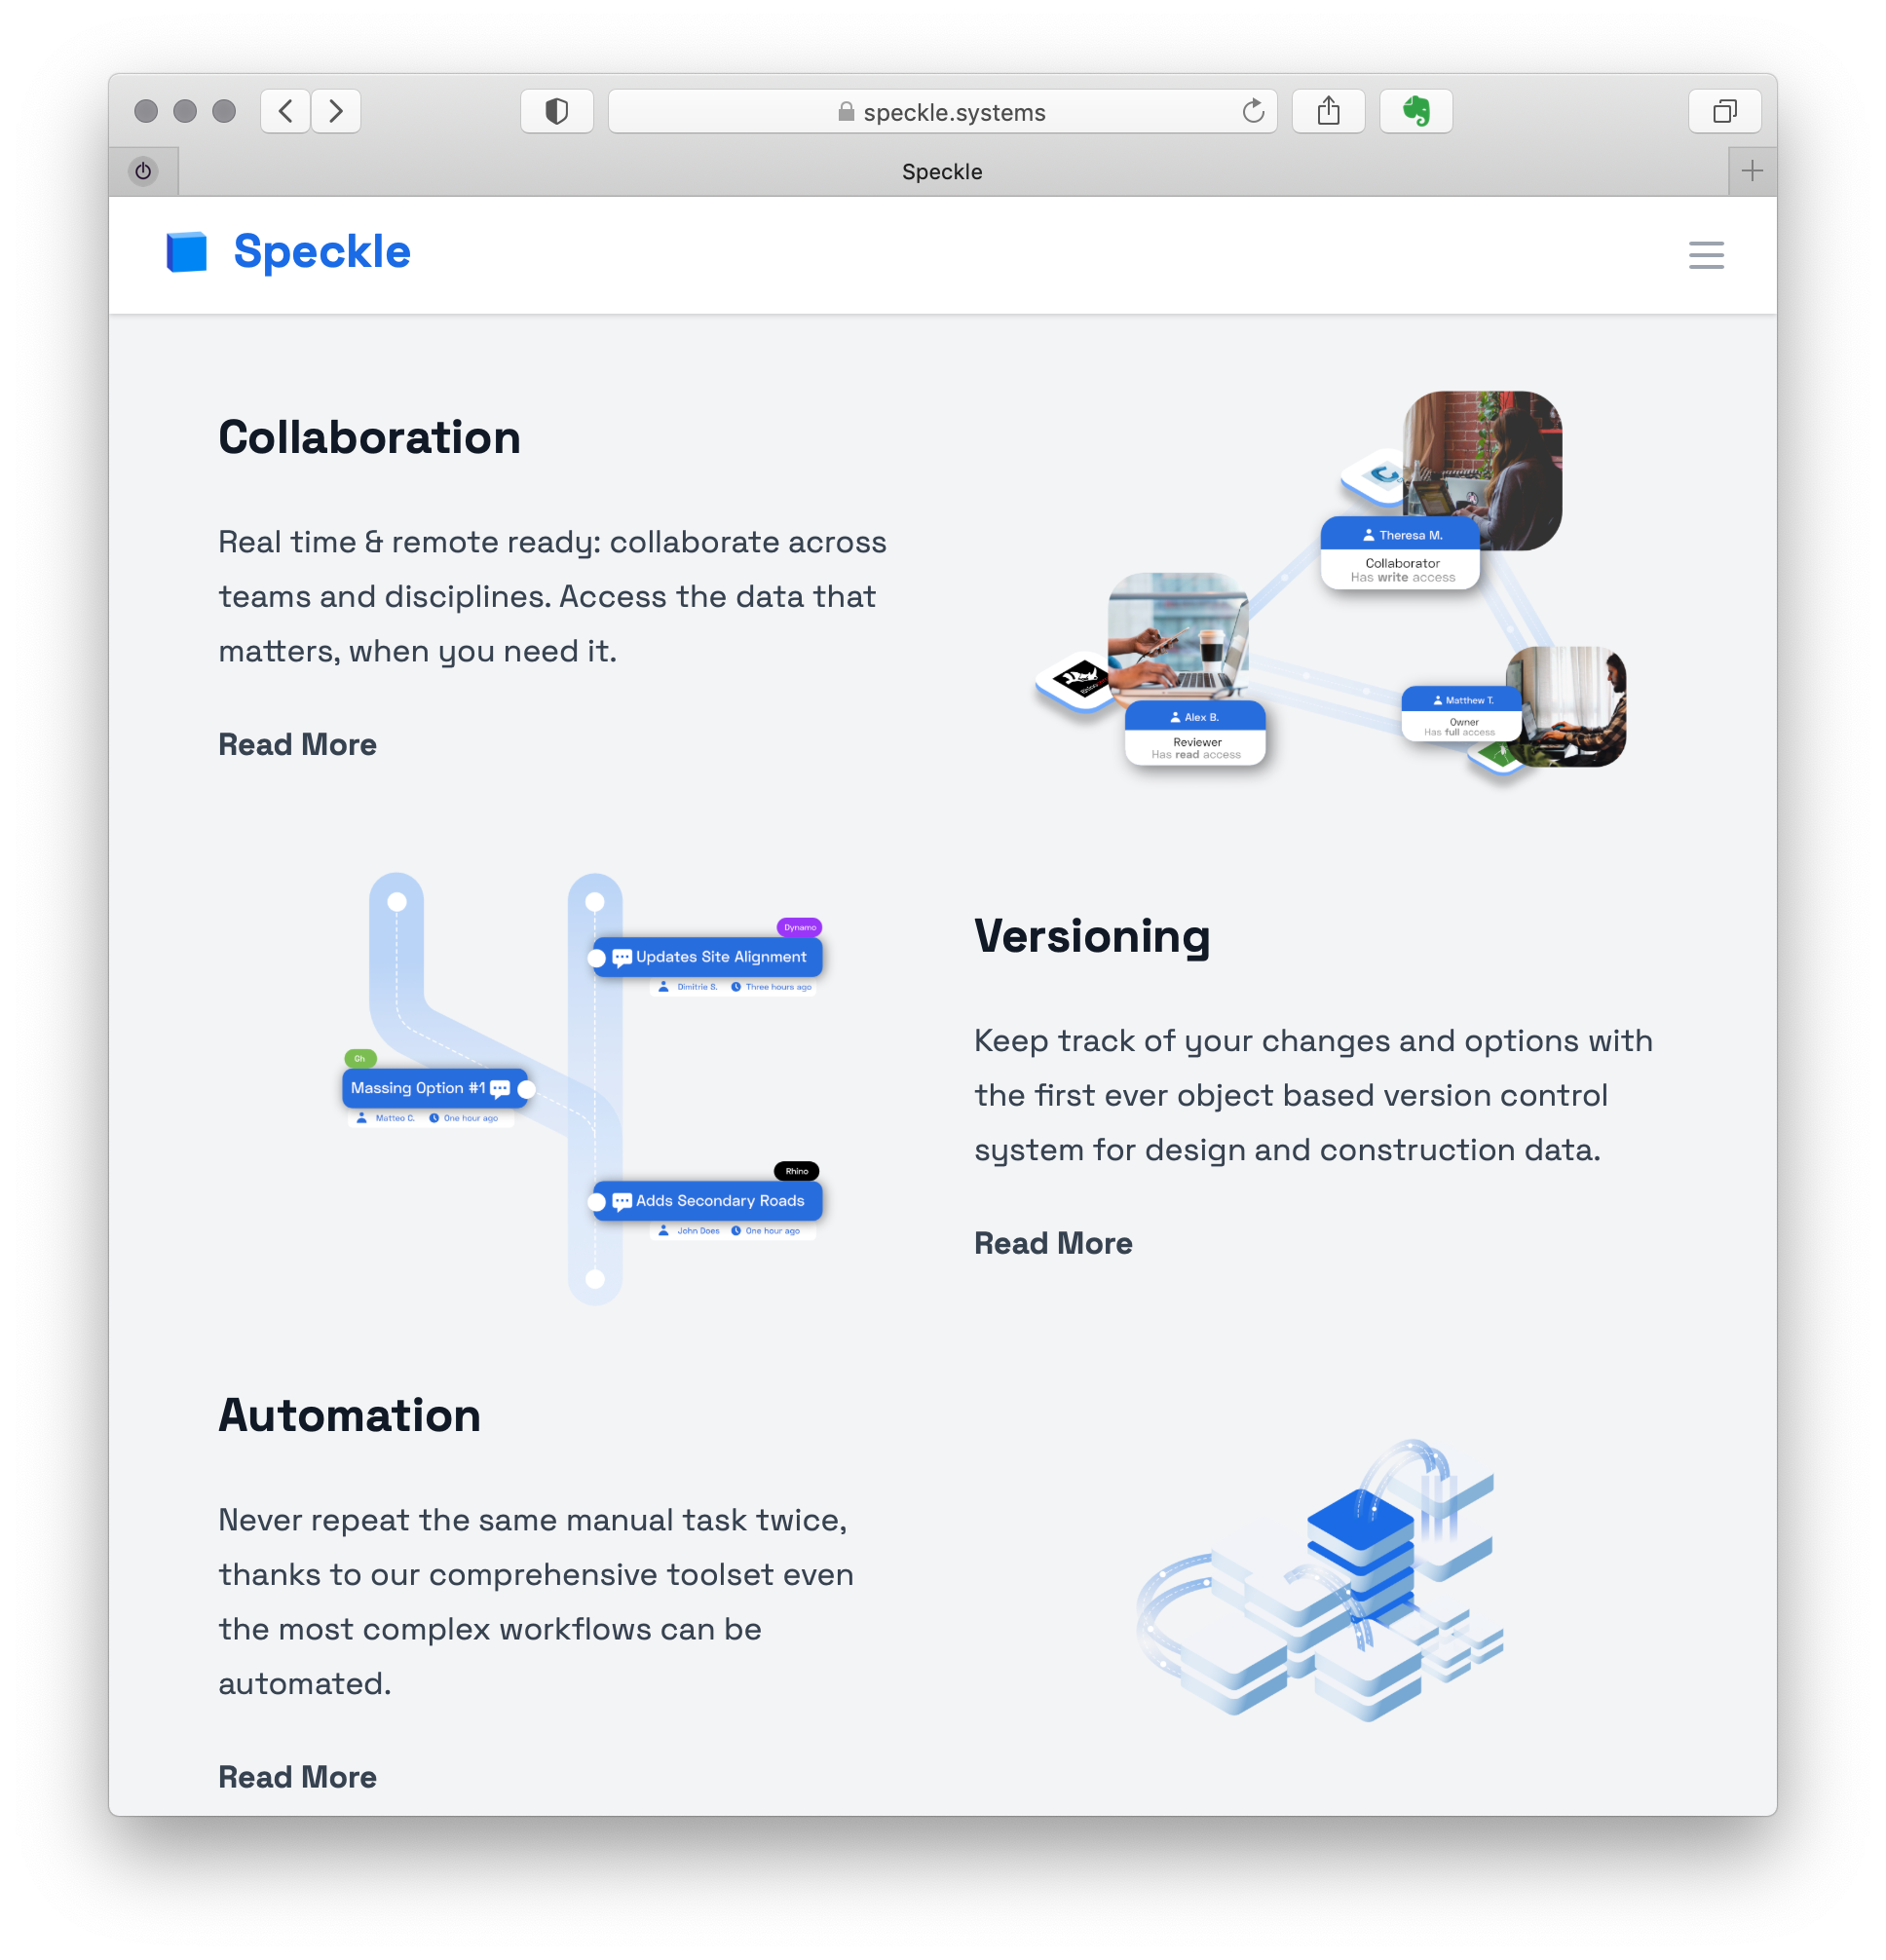 speckle.systems
Speckle
Speckle
Collaboration
Real time & remote ready: collaborate across
teams and disciplines. Access the data that
matters, when you need it.
Read More
Theresa M.
Collaborator
Has write access
Alex B.
Reviewer
Has read access
Matthew T.
Owner
Has full access
Dynamo
Updates Site Alignment
Dimitrie S. Three hours ago
Gh
Massing Option #1
Matteo C. One hour ago
Rhino
Adds Secondary Roads
John Does One hour ago
Versioning
Keep track of your changes and options with
the first ever object based version control
system for design and construction data.
Read More
Automation
Never repeat the same manual task twice,
thanks to our comprehensive toolset even
the most complex workflows can be
automated.
Read More